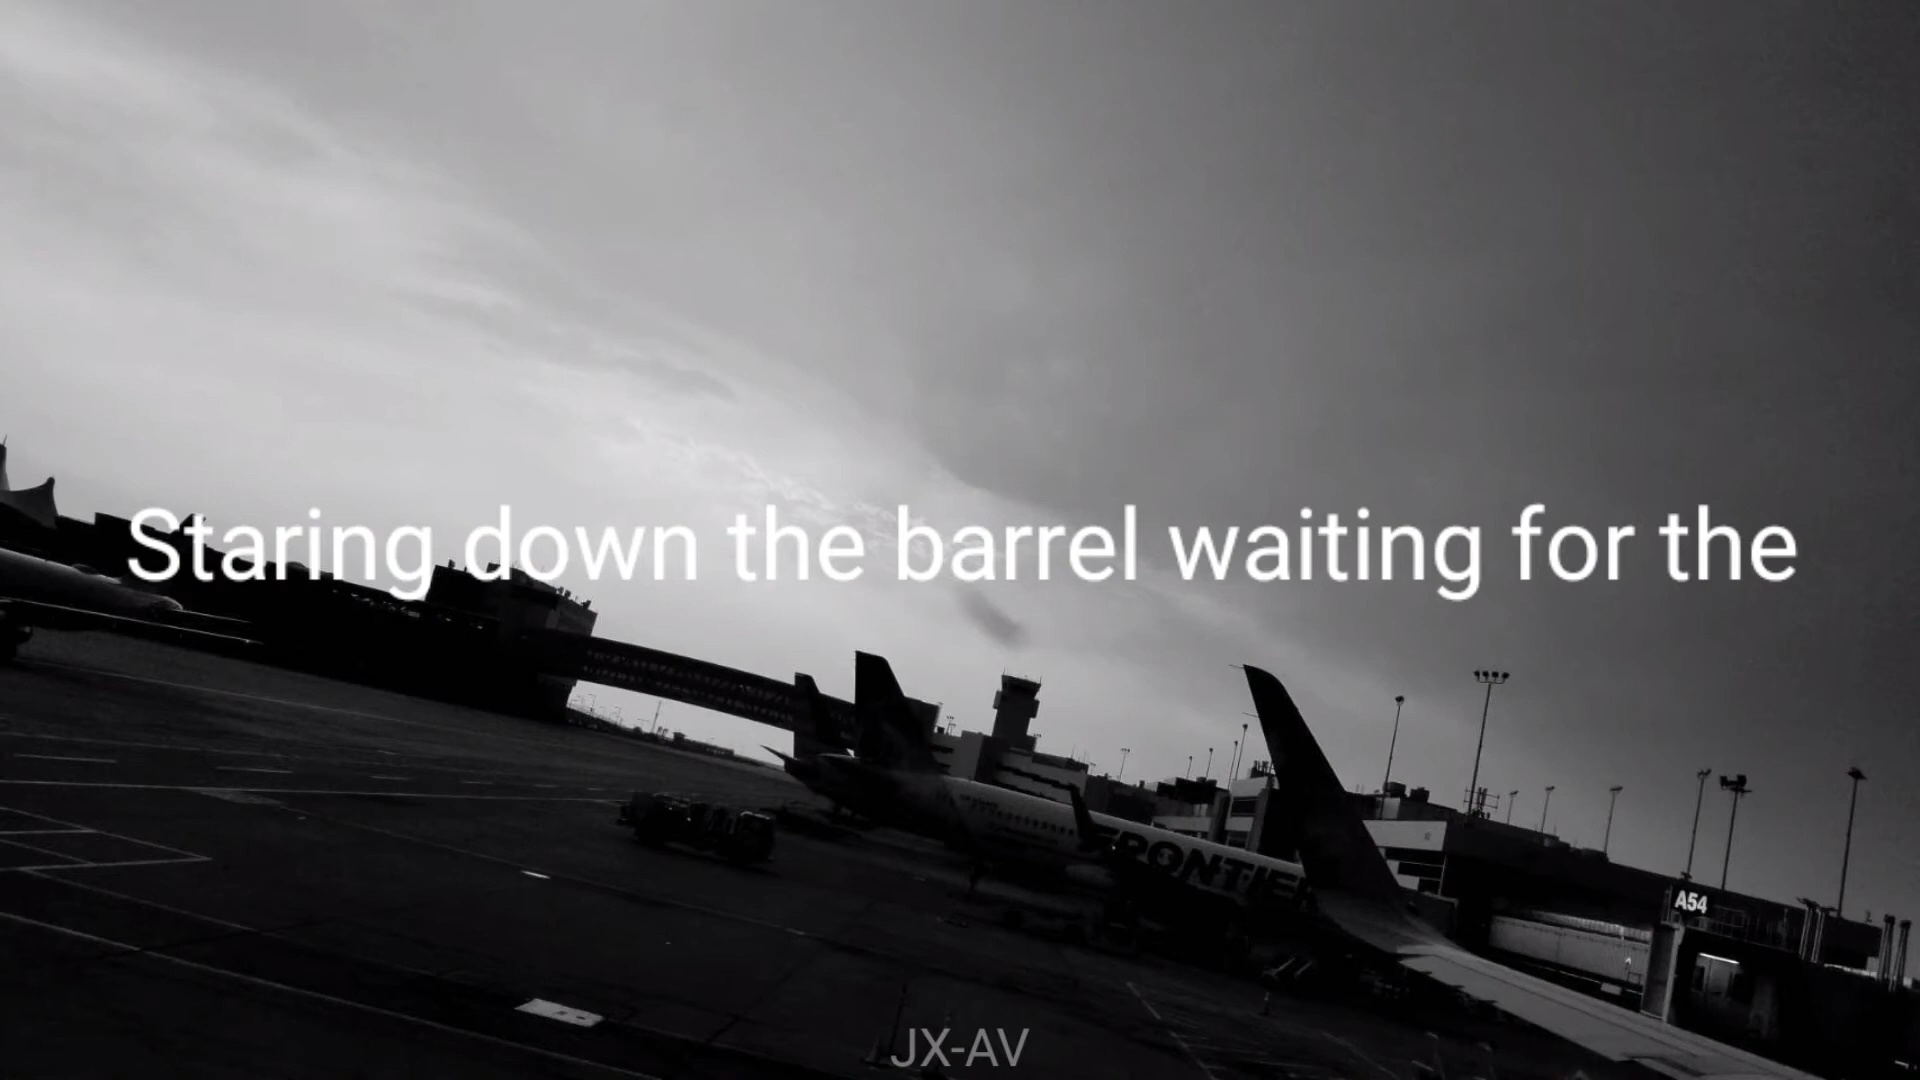 Staring down the barrel waiting for the
FRONTIER
A54
JX-AV